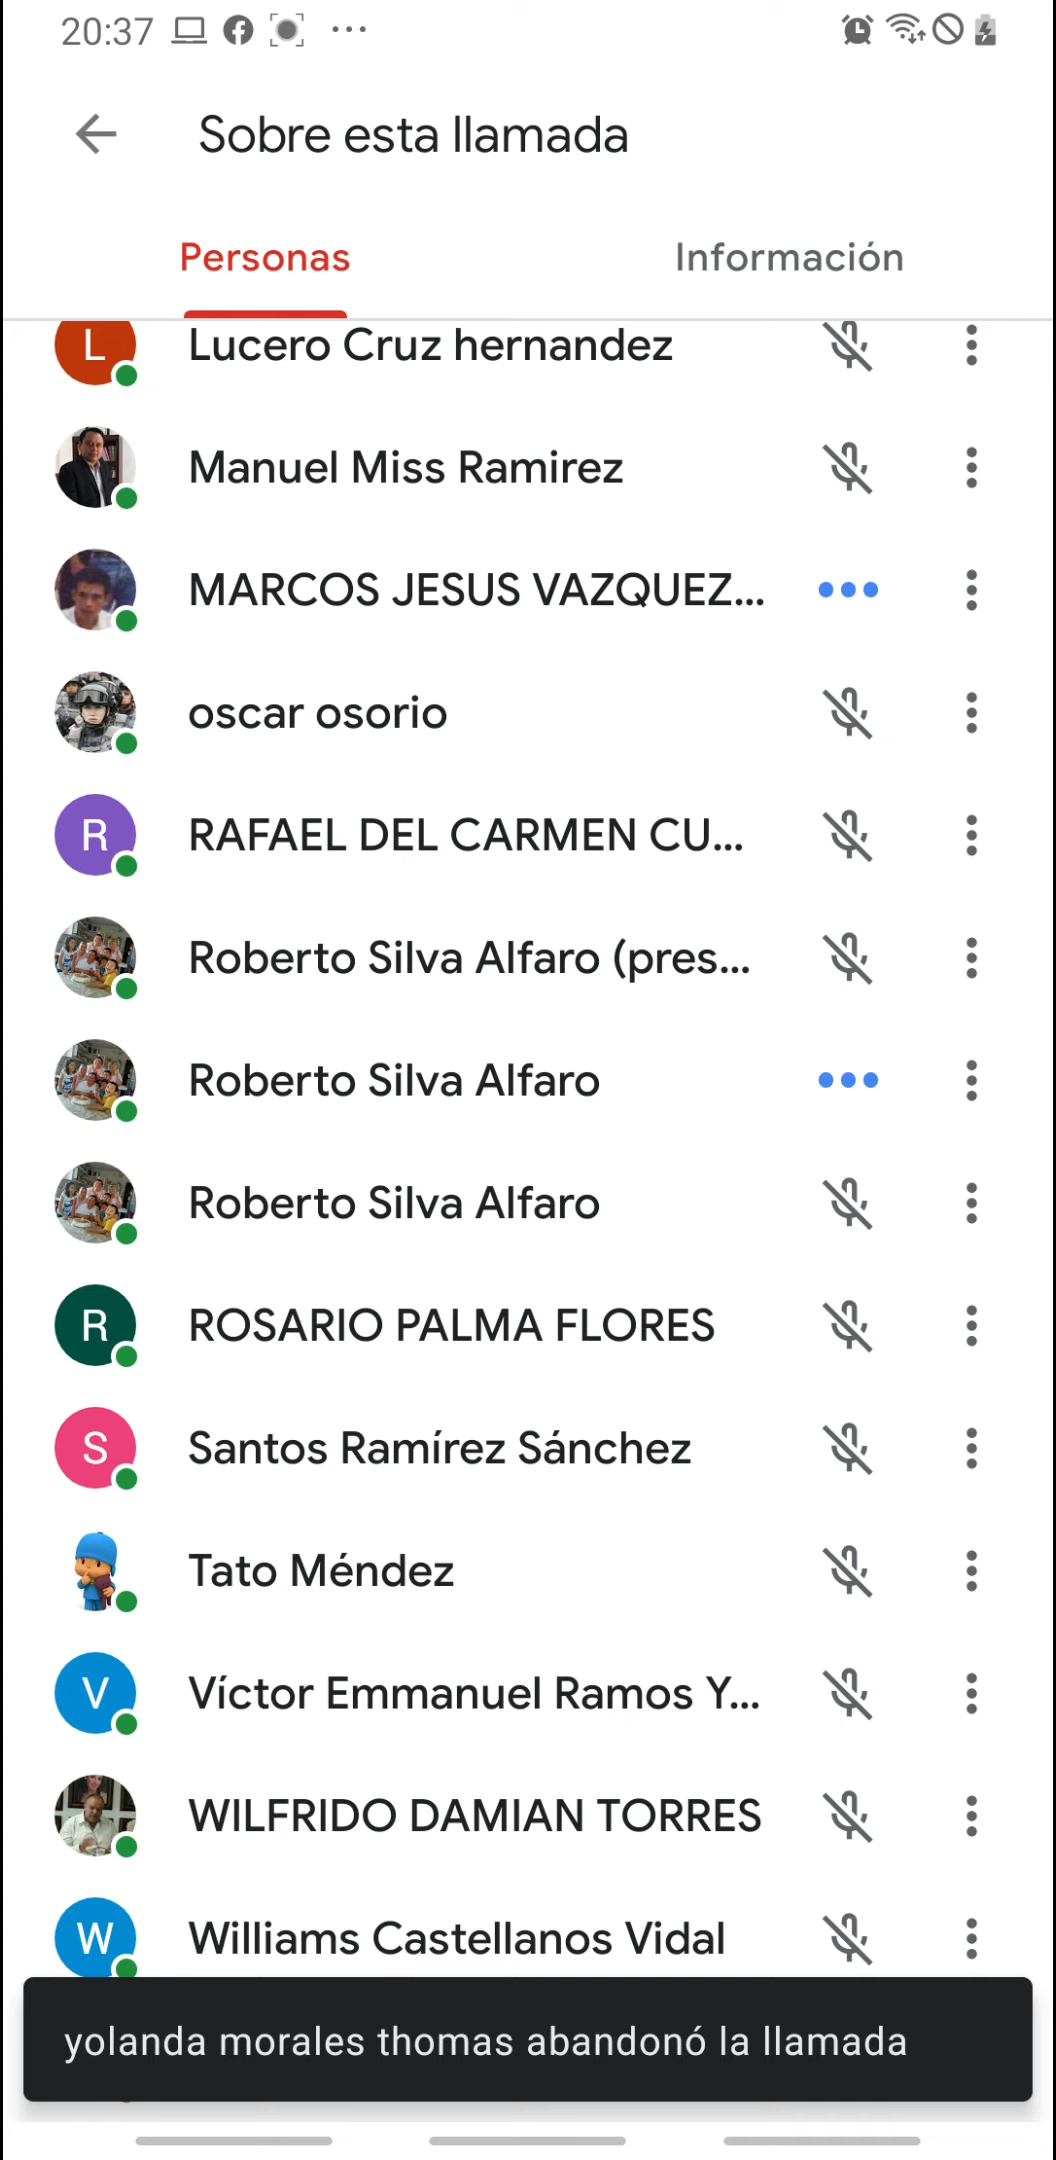 20:37
Sobre esta llamada
Personas
Información
L
Lucero Cruz hernandez
Manuel Miss Ramirez
MARCOS JESUS VAZQUEZ...
oscar osorio
R
RAFAEL DEL CARMEN CU...
Roberto Silva Alfaro (pres...
Roberto Silva Alfaro
Roberto Silva Alfaro
R
ROSARIO PALMA FLORES
S
Santos Ramírez Sánchez
Tato Méndez
V
Víctor Emmanuel Ramos Y...
WILFRIDO DAMIAN TORRES
W
Williams Castellanos Vidal
yolanda morales thomas abandonó la llamada